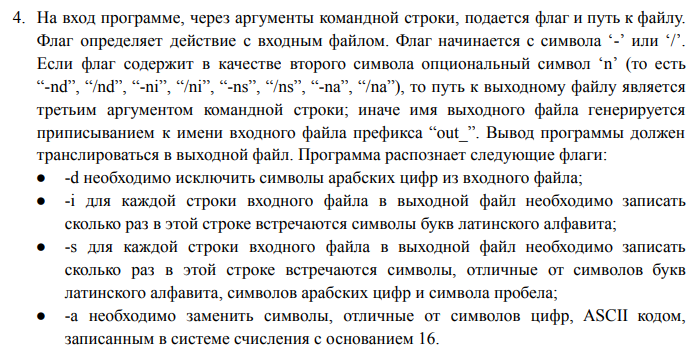 4. На вход программе, через аргументы командной строки, подается флаг и путь к файлу.
Флаг определяет действие с входным файлом. Флаг начинается с символа ‘-’ или ‘/’.
Если флаг содержит в качестве второго символа опциональный символ ‘n’ (то есть
“-nd”, “/nd”, “-ni”, “/ni”, “-ns”, “/ns”, “-na”, “/na”), то путь к выходному файлу является
третьим аргументом командной строки; иначе имя выходного файла генерируется
приписыванием к имени входного файла префикса “out_”. Вывод программы должен
транслироваться в выходной файл. Программа распознает следующие флаги:
● -d необходимо исключить символы арабских цифр из входного файла;
● -i для каждой строки входного файла в выходной файл необходимо записать
сколько раз в этой строке встречаются символы букв латинского алфавита;
● -s для каждой строки входного файла в выходной файл необходимо записать
сколько раз в этой строке встречаются символы, отличные от символов букв
латинского алфавита, символов арабских цифр и символа пробела;
● -a необходимо заменить символы, отличные от символов цифр, ASCII кодом,
записанным в системе счисления с основанием 16.